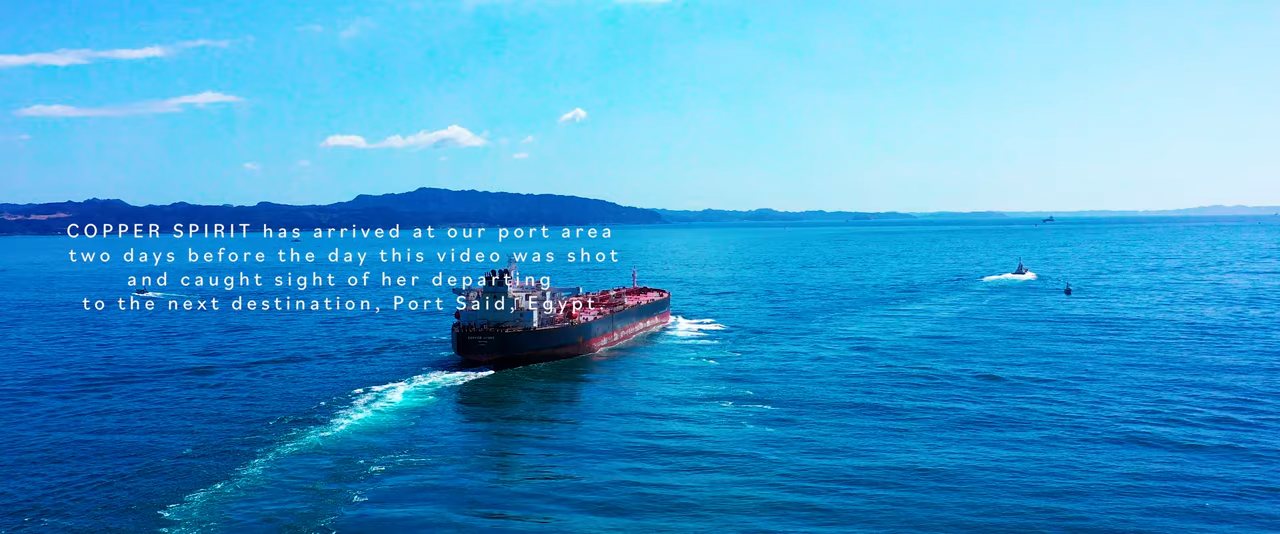 COPPER SPIRIT has arrived at our port area
two days before the day this video was shot
and caught sight of her departing
to the next destination, Port Said, Egypt.